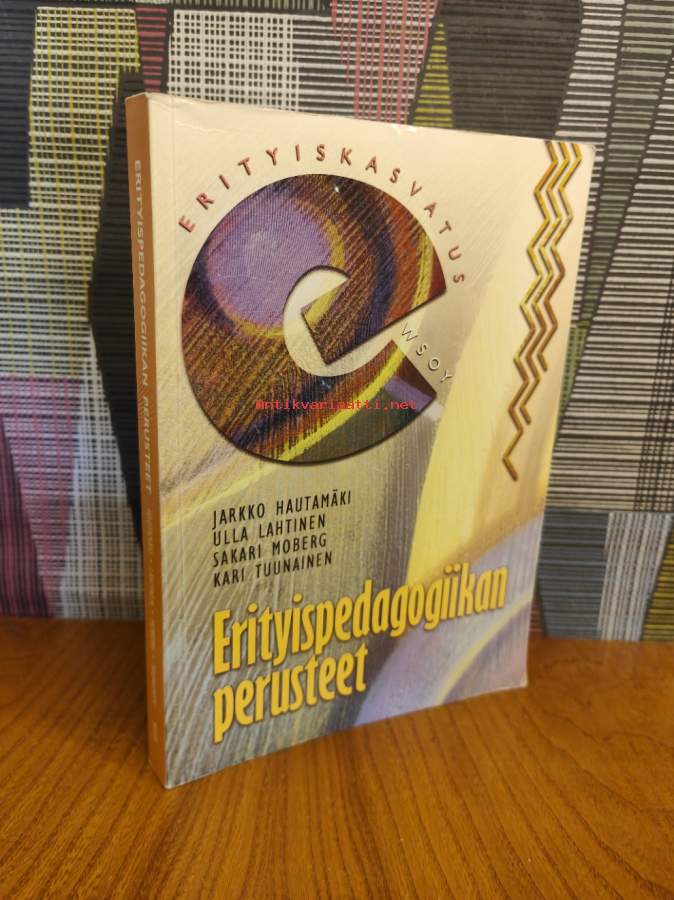 ERITYISKASVATUS
WSOY
Antikvariaatti.net
JARKKO HAUTAMÄKI
ULLA LAHTINEN
SAKARI MOBERG
KARI TUUNAINEN
Erityispedagogiikan
perusteet
ERITYISPEDAGOGIIKAN PERUSTEET